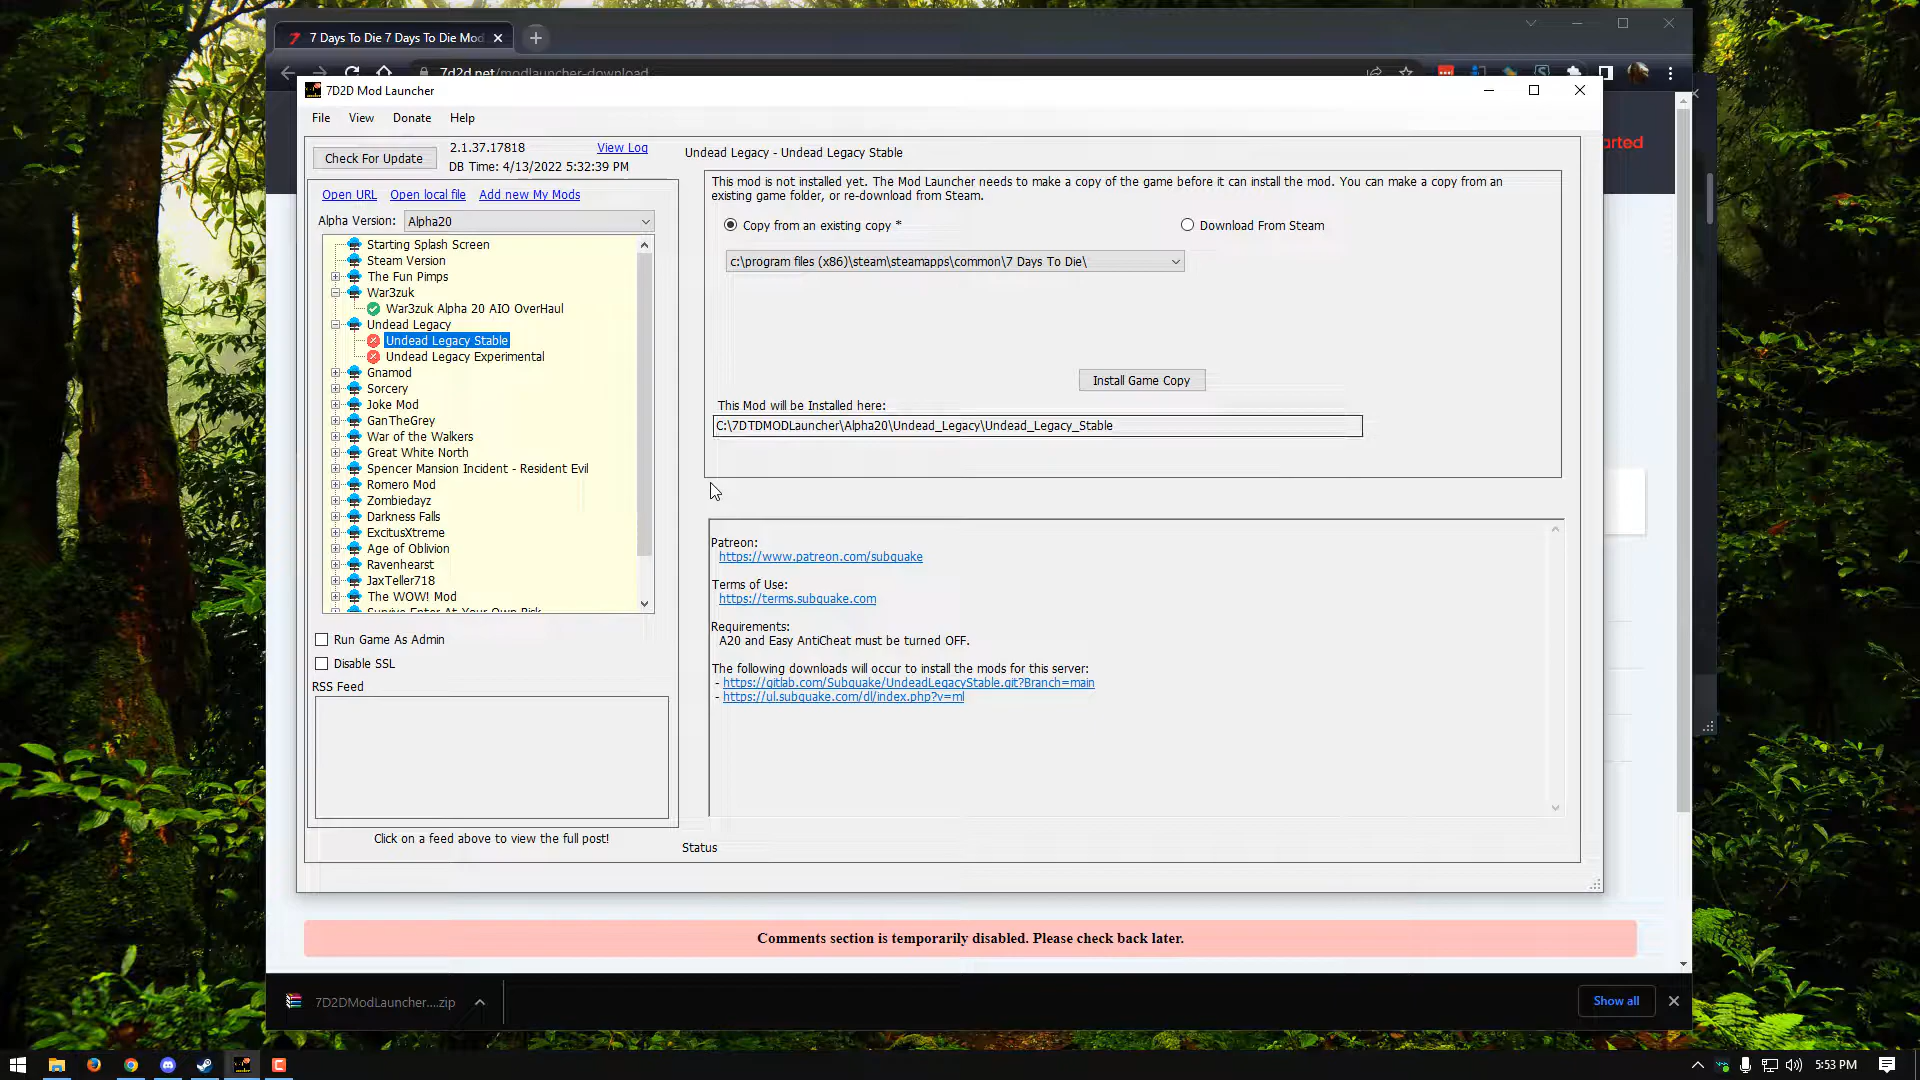 7 Days To Die 7 Days To Die Mod
7d2d.net/modlauncher-download
7D2D Mod Launcher
File View Donate Help
Check For Update
2.1.37.17818
View Log
DB Time: 4/13/2022 5:32:39 PM
Open URL Open local file Add new My Mods
Alpha Version: Alpha20
Starting Splash Screen
Steam Version
The Fun Pimps
War3zuk
War3zuk Alpha 20 AIO OverHaul
Undead Legacy
Undead Legacy Stable
Undead Legacy Experimental
Gnamod
Sorcery
Joke Mod
GanTheGrey
War of the Walkers
Great White North
Spencer Mansion Incident - Resident Evil
Romero Mod
Zombiedayz
Darkness Falls
ExcitusXtreme
Age of Oblivion
Ravenhearst
JaxTeller718
The WOW! Mod
Survive Enter At Your Own Risk
Run Game As Admin
Disable SSL
RSS Feed
Click on a feed above to view the full post!
Undead Legacy - Undead Legacy Stable
This mod is not installed yet. The Mod Launcher needs to make a copy of the game before it can install the mod. You can make a copy from an
existing game folder, or re-download from Steam.
Copy from an existing copy *
Download From Steam
c:\program files (x86)\steam\steamapps\common\7 Days To Die\
Install Game Copy
This Mod will be Installed here:
C:\7DTDMODLauncher\Alpha20\Undead_Legacy\Undead_Legacy_Stable
Patreon:
https://www.patreon.com/subquake
Terms of Use:
https://terms.subquake.com
Requirements:
A20 and Easy AntiCheat must be turned OFF.
The following downloads will occur to install the mods for this server:
- https://gitlab.com/Subquake/UndeadLegacyStable.git?Branch=main
- https://ul.subquake.com/dl/index.php?v=ml
Status
arted
Comments section is temporarily disabled. Please check back later.
7D2DModLauncher....zip
Show all
5:53 PM